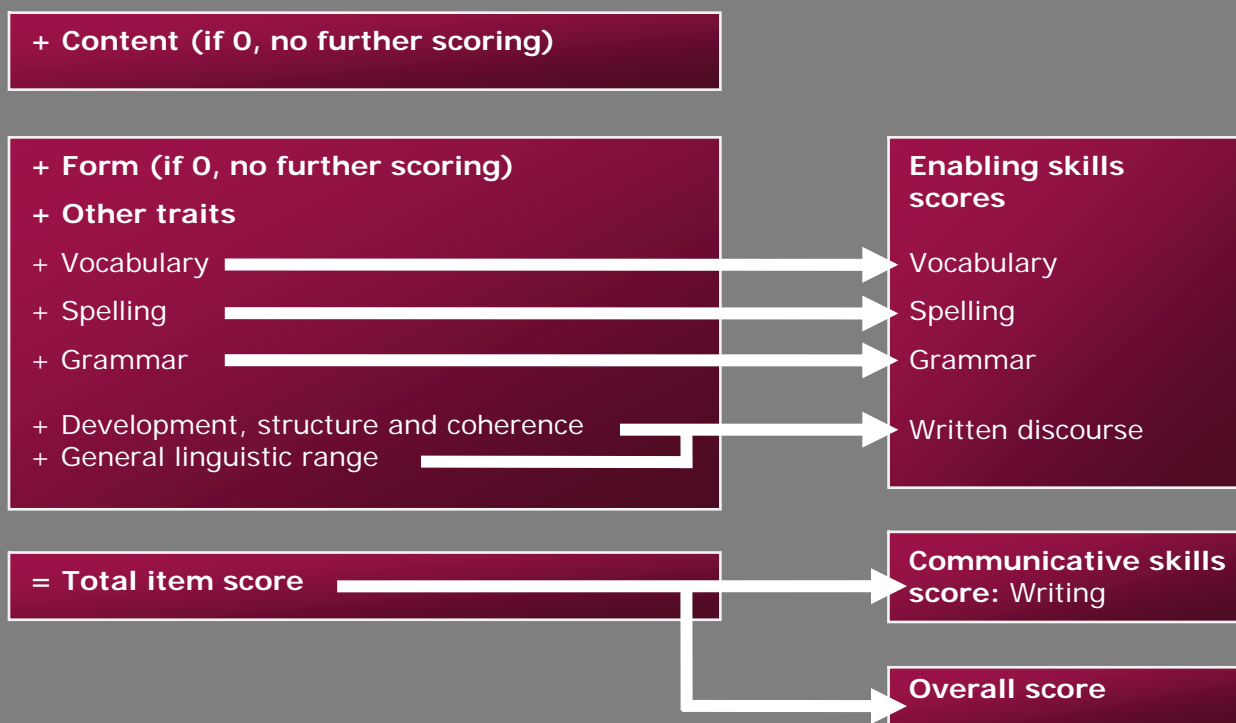 + Content (if 0, no further scoring)
+ Form (if 0, no further scoring)
+ Other traits
+ Vocabulary
+ Spelling
+ Grammar
+ Development, structure and coherence
+ General linguistic range
= Total item score
Enabling skills
scores
Vocabulary
Spelling
Grammar
Written discourse
Communicative skills
score: Writing
Overall score